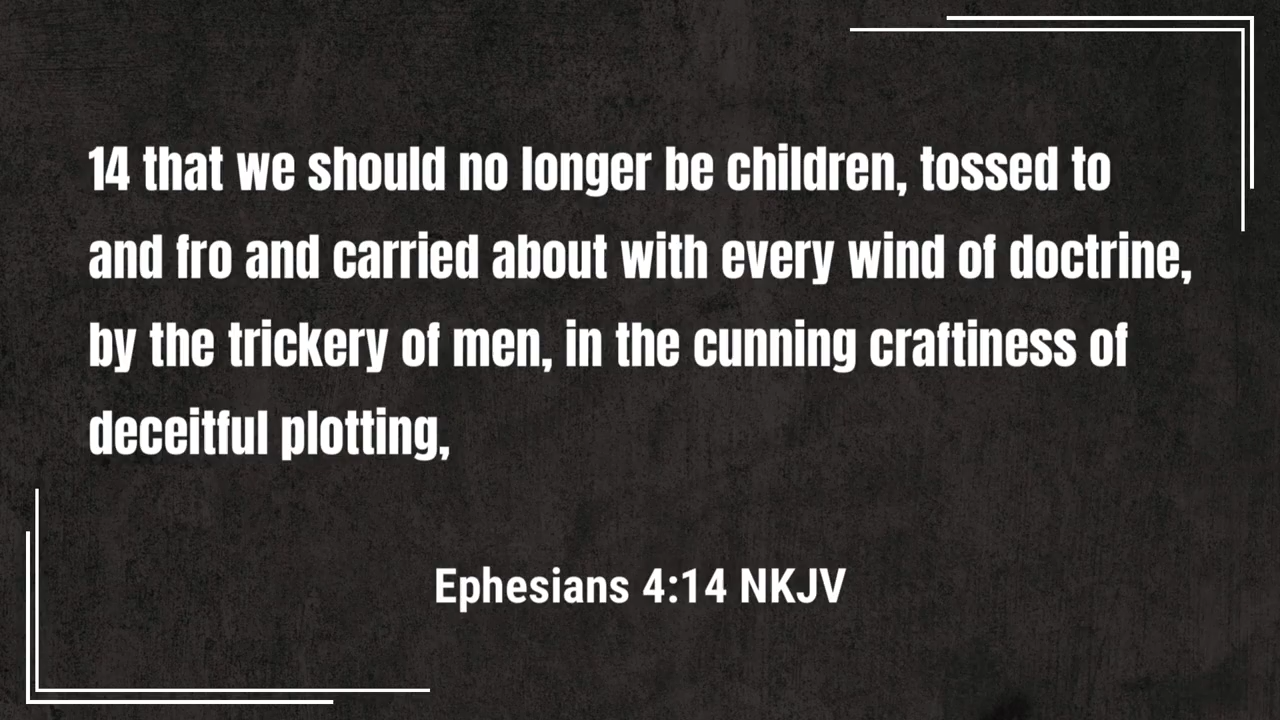 14 that we should no longer be children, tossed to
and fro and carried about with every wind of doctrine,
by the trickery of men, in the cunning craftiness of
deceitful plotting,
Ephesians 4:14 NKJV